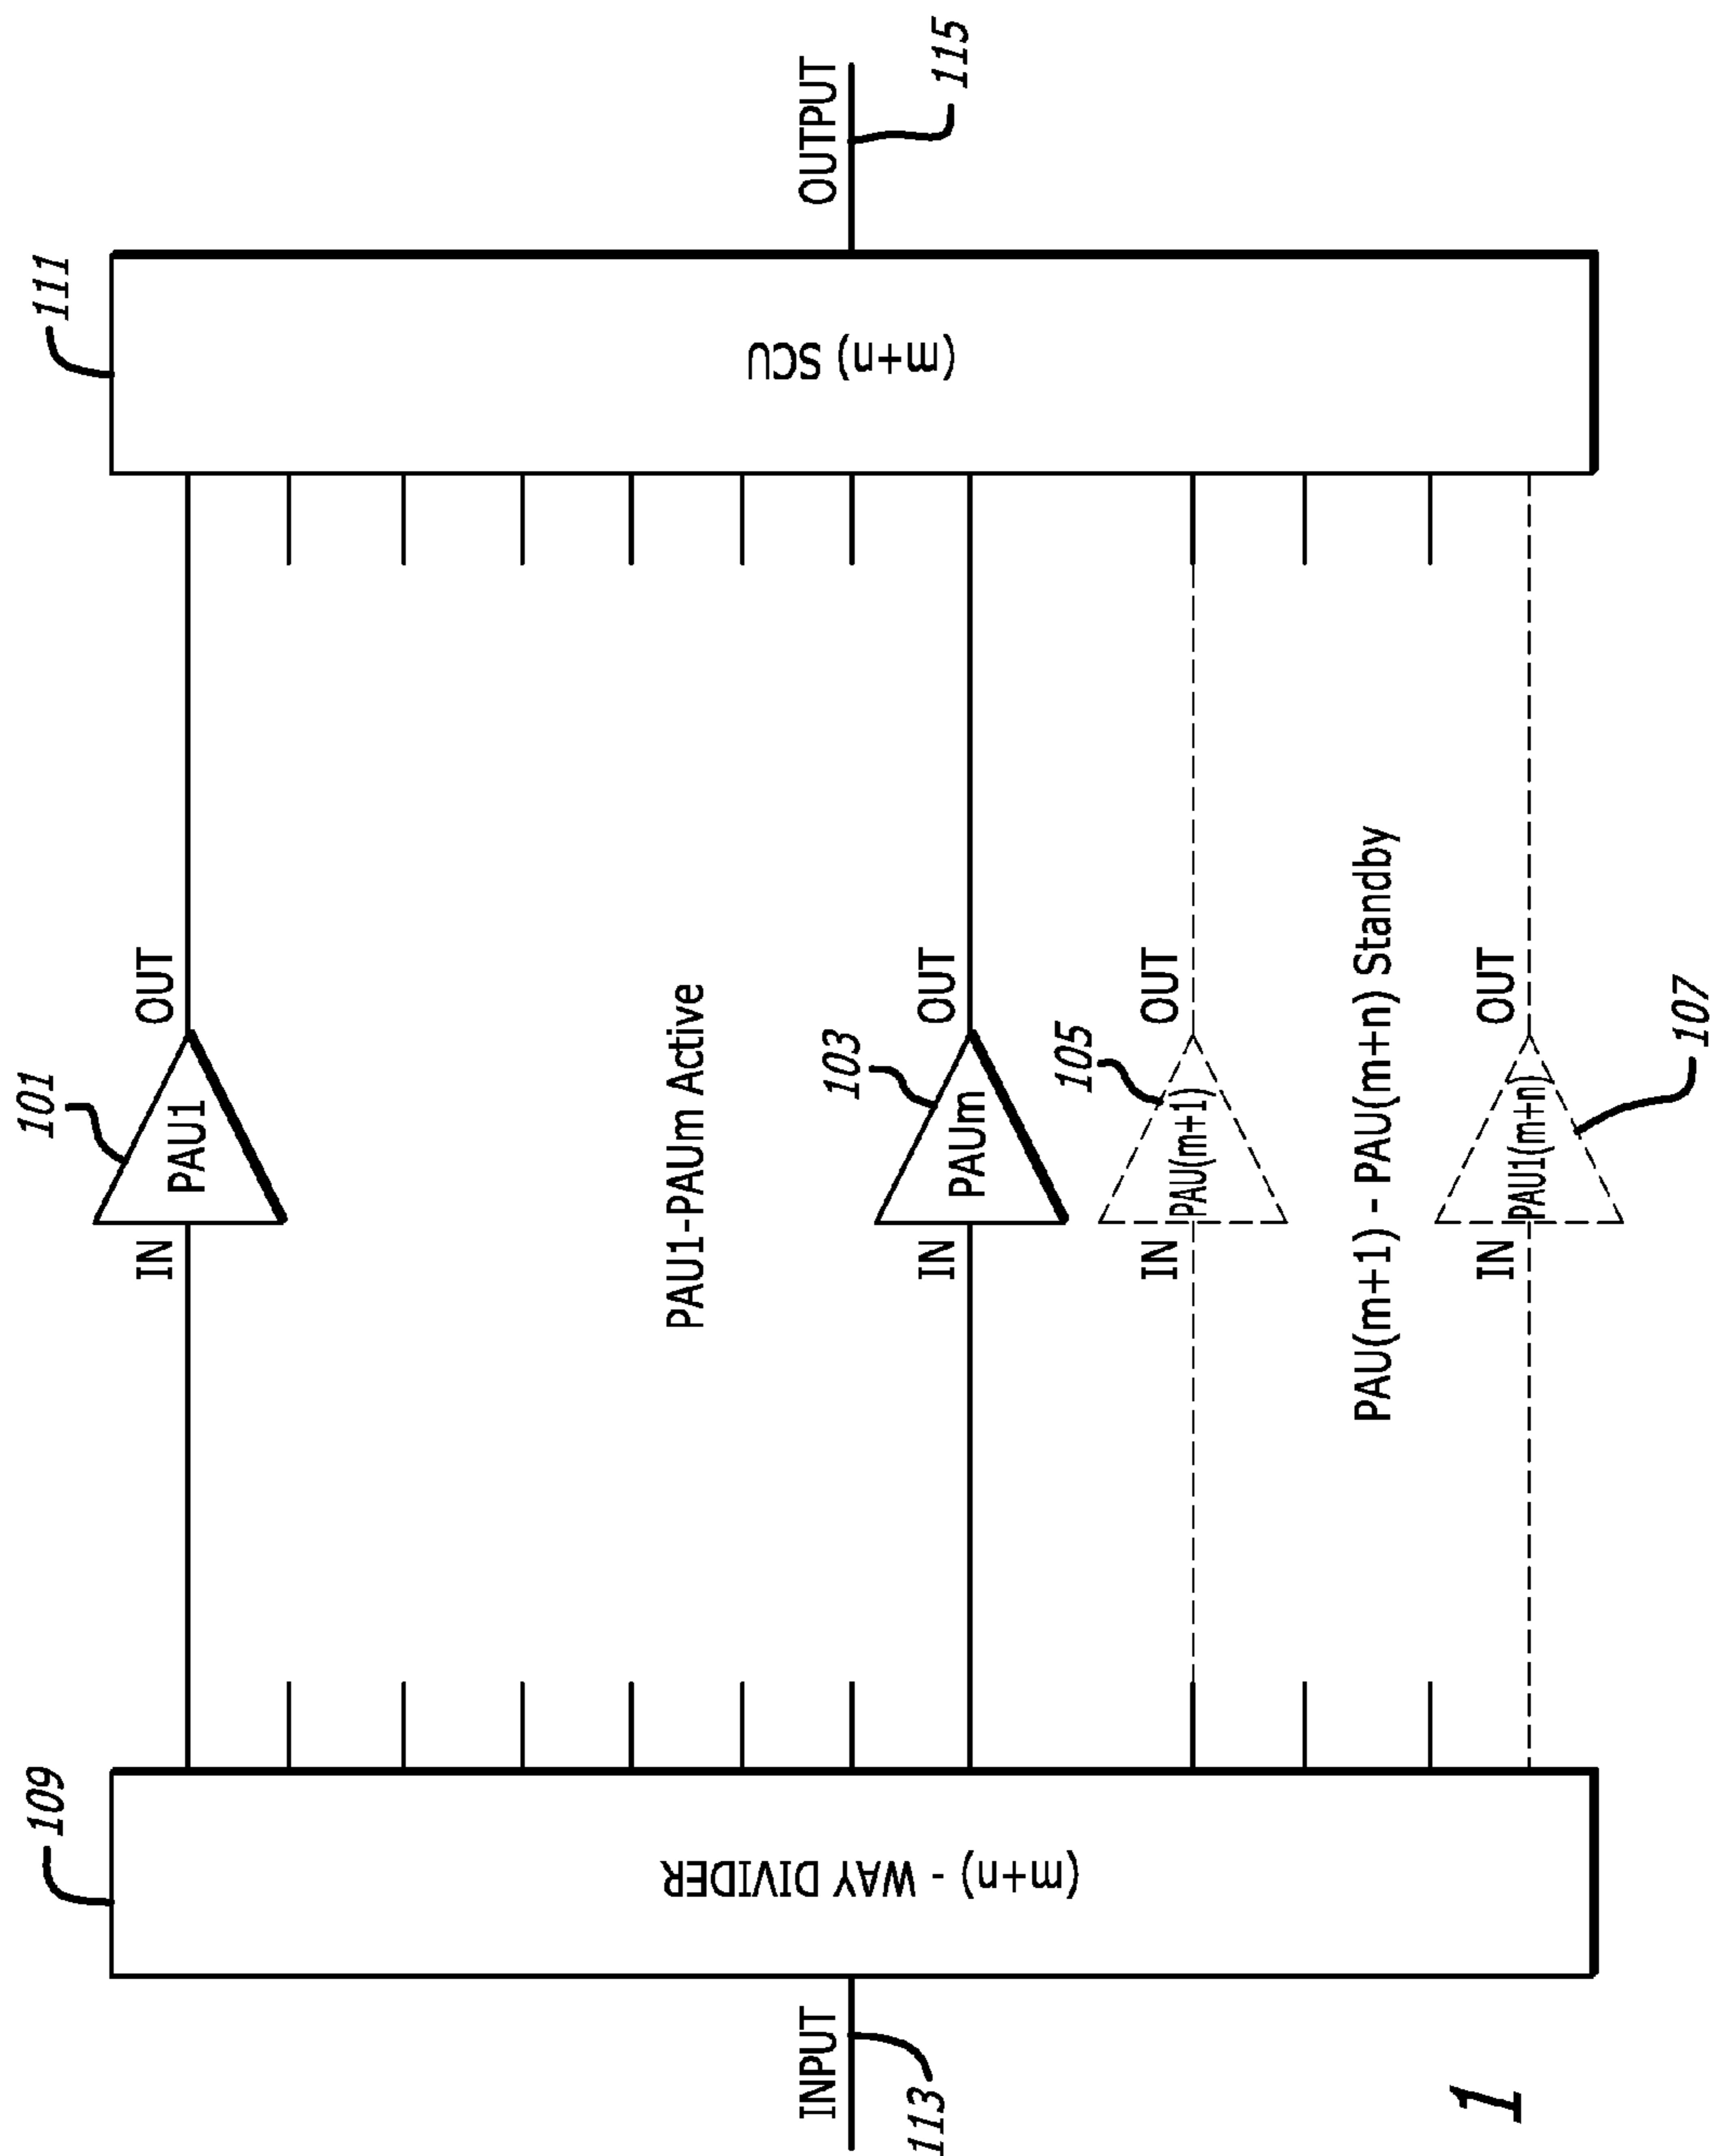 109
101
111
IN
PAU1
OUT
PAU1-PAUm Active
INPUT
113
(m+n) - WAY DIVIDER
(m+n) SCU
OUTPUT
115
103
IN
PAUm
OUT
105
IN
PAU(m+1)
OUT
PAU(m+1) - PAU(m+n) Standby
IN
PAU1(m+n)
OUT
107
1